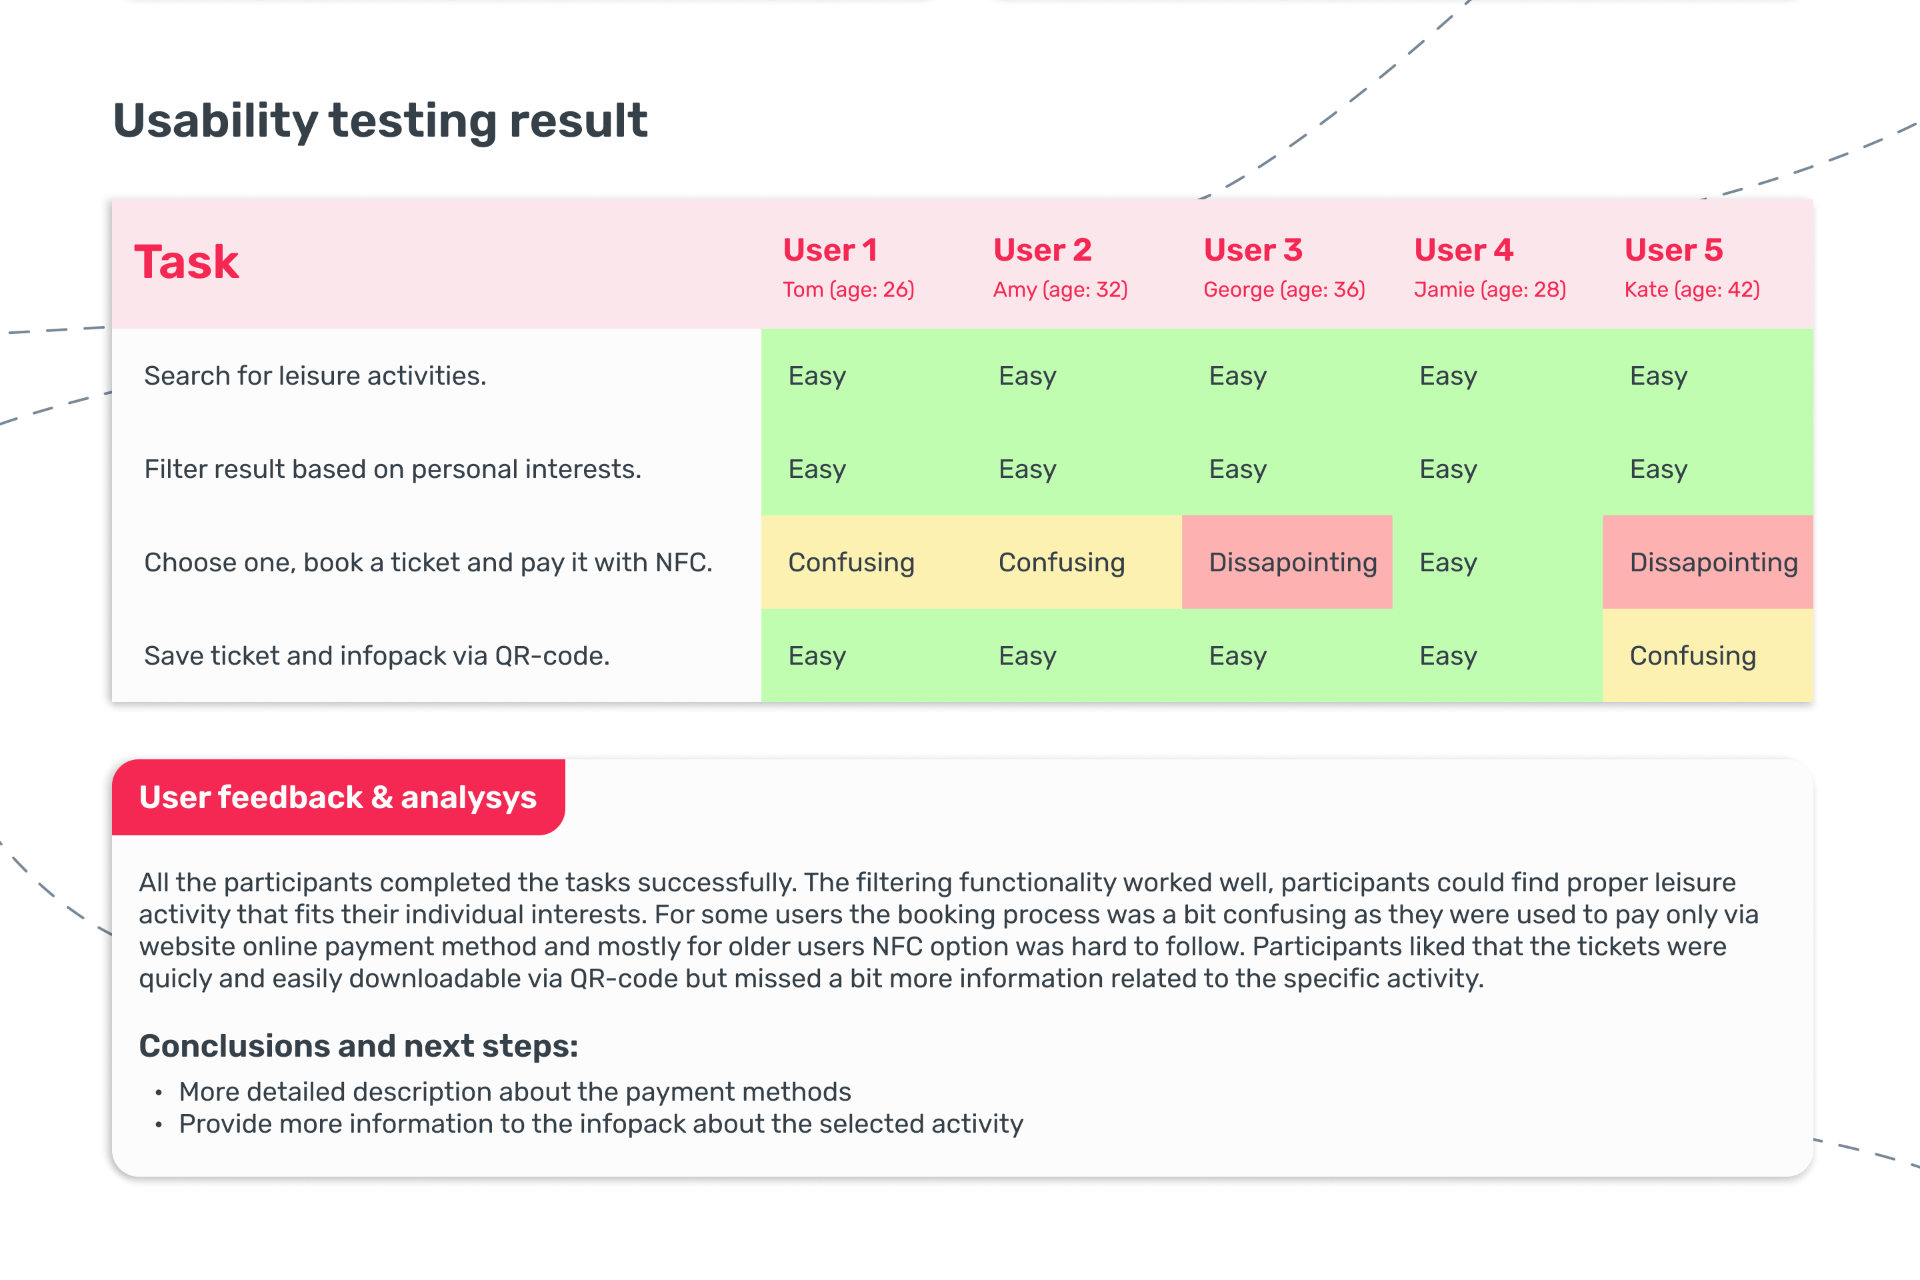 Usability testing result
Task
User 1
Tom (age: 26)
User 2
Amy (age: 32)
User 3
George (age: 36)
User 4
Jamie (age: 28)
User 5
Kate (age: 42)
Search for leisure activities.
Easy
Easy
Easy
Easy
Easy
Filter result based on personal interests.
Easy
Easy
Easy
Easy
Easy
Choose one, book a ticket and pay it with NFC.
Confusing
Confusing
Dissapointing
Easy
Dissapointing
Save ticket and infopack via QR-code.
Easy
Easy
Easy
Easy
Confusing
User feedback & analysys
All the participants completed the tasks successfully. The filtering functionality worked well, participants could find proper leisure
activity that fits their individual interests. For some users the booking process was a bit confusing as they were used to pay only via
website online payment method and mostly for older users NFC option was hard to follow. Participants liked that the tickets were
quicly and easily downloadable via QR-code but missed a bit more information related to the specific activity.
Conclusions and next steps:
• More detailed description about the payment methods
• Provide more information to the infopack about the selected activity